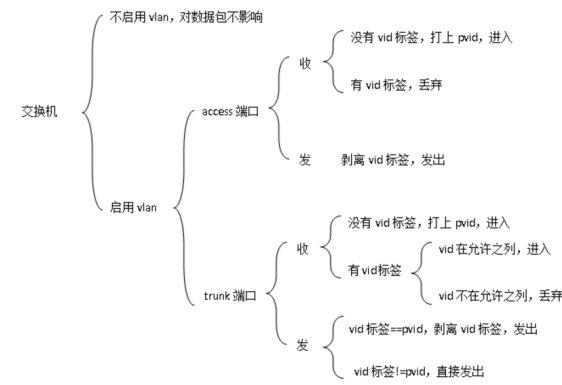 不启用 vlan，对数据包不影响
没有 vid 标签，打上 pvid，进入
收
有 vid 标签，丢弃
交换机
access 端口
发
剥离 vid 标签，发出
启用 vlan
没有 vid 标签，打上 pvid，进入
收
vid 在允许之列，进入
有 vid 标签
trunk 端口
vid 不在允许之列，丢弃
vid 标签==pvid，剥离 vid 标签，发出
发
vid 标签!=pvid，直接发出